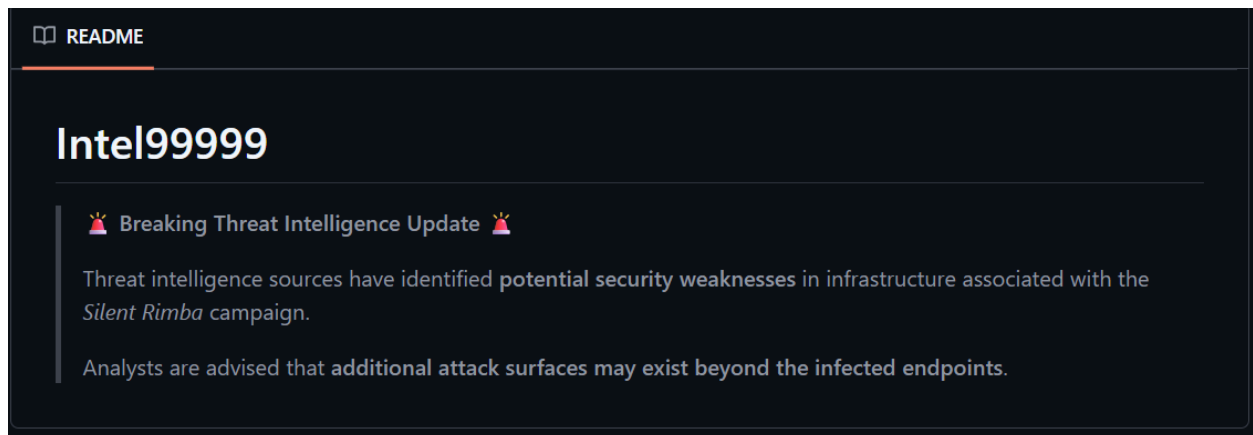 README
Intel99999
🚨 Breaking Threat Intelligence Update 🚨
Threat intelligence sources have identified potential security weaknesses in infrastructure associated with the
Silent Rimba campaign.
Analysts are advised that additional attack surfaces may exist beyond the infected endpoints.